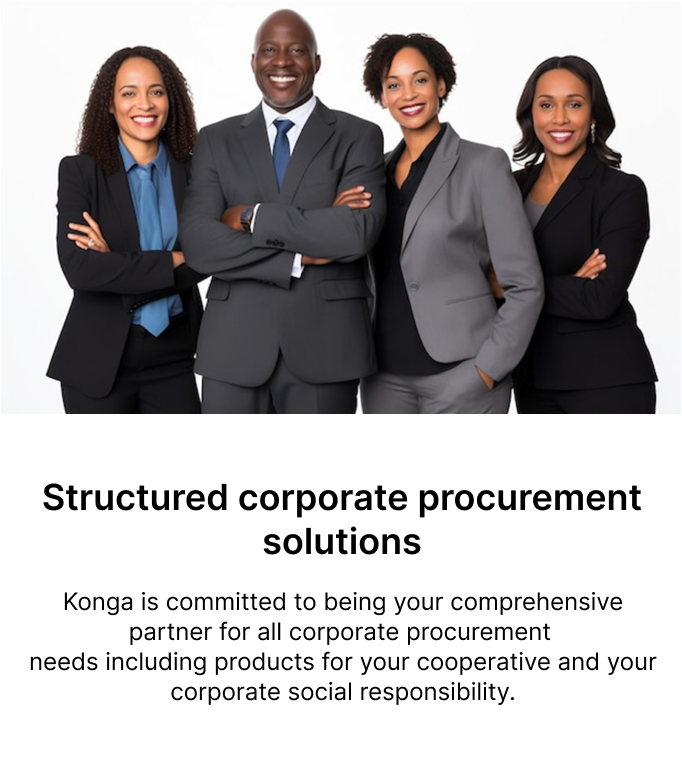 Structured corporate procurement
solutions
Konga is committed to being your comprehensive
partner for all corporate procurement
needs including products for your cooperative and your
corporate social responsibility.